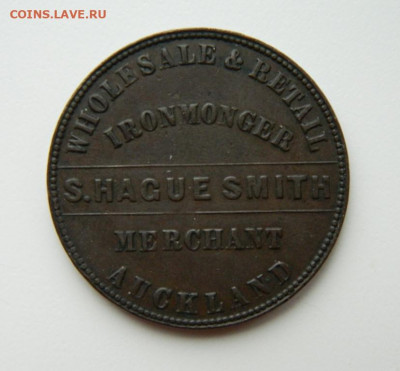 COINS.LAVE.RU
WHOLESALE & RETAIL
IRONMONGER
S. HAGUE SMITH
MERCHANT
AUCKLAND